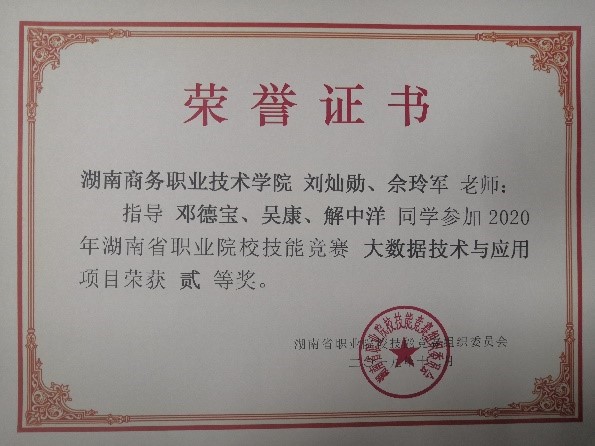 荣誉证书
湖南商务职业技术学院 刘灿勋、佘玲军 老师：
指导 邓德宝、吴康、解中洋 同学参加2020
年湖南省职业院校技能竞赛 大数据技术与应用
项目荣获 贰 等奖。
湖南省职业院校技能竞赛组织委员会